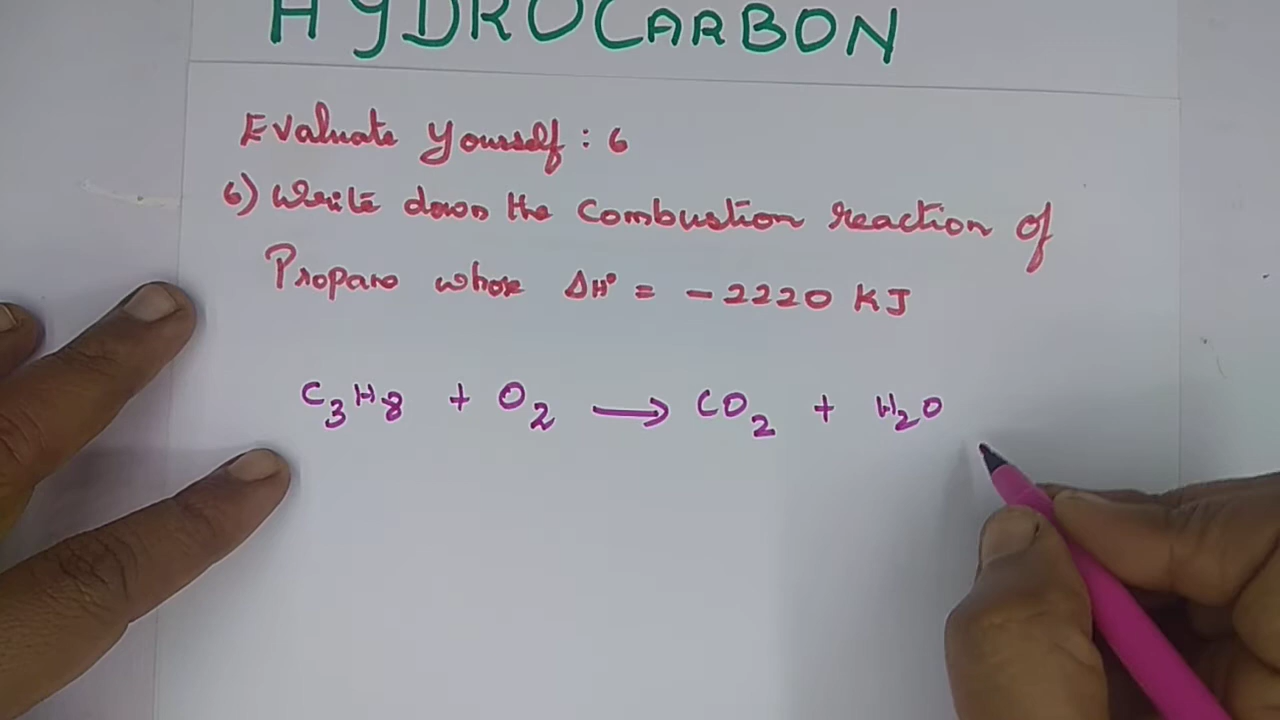 HYDROCARBON
Evaluate yourself : 6
6) Write down the Combustion reaction of
Propane whose ΔH° = - 2220 KJ
C₃H₈ + O₂ ⟶ CO₂ + H₂O